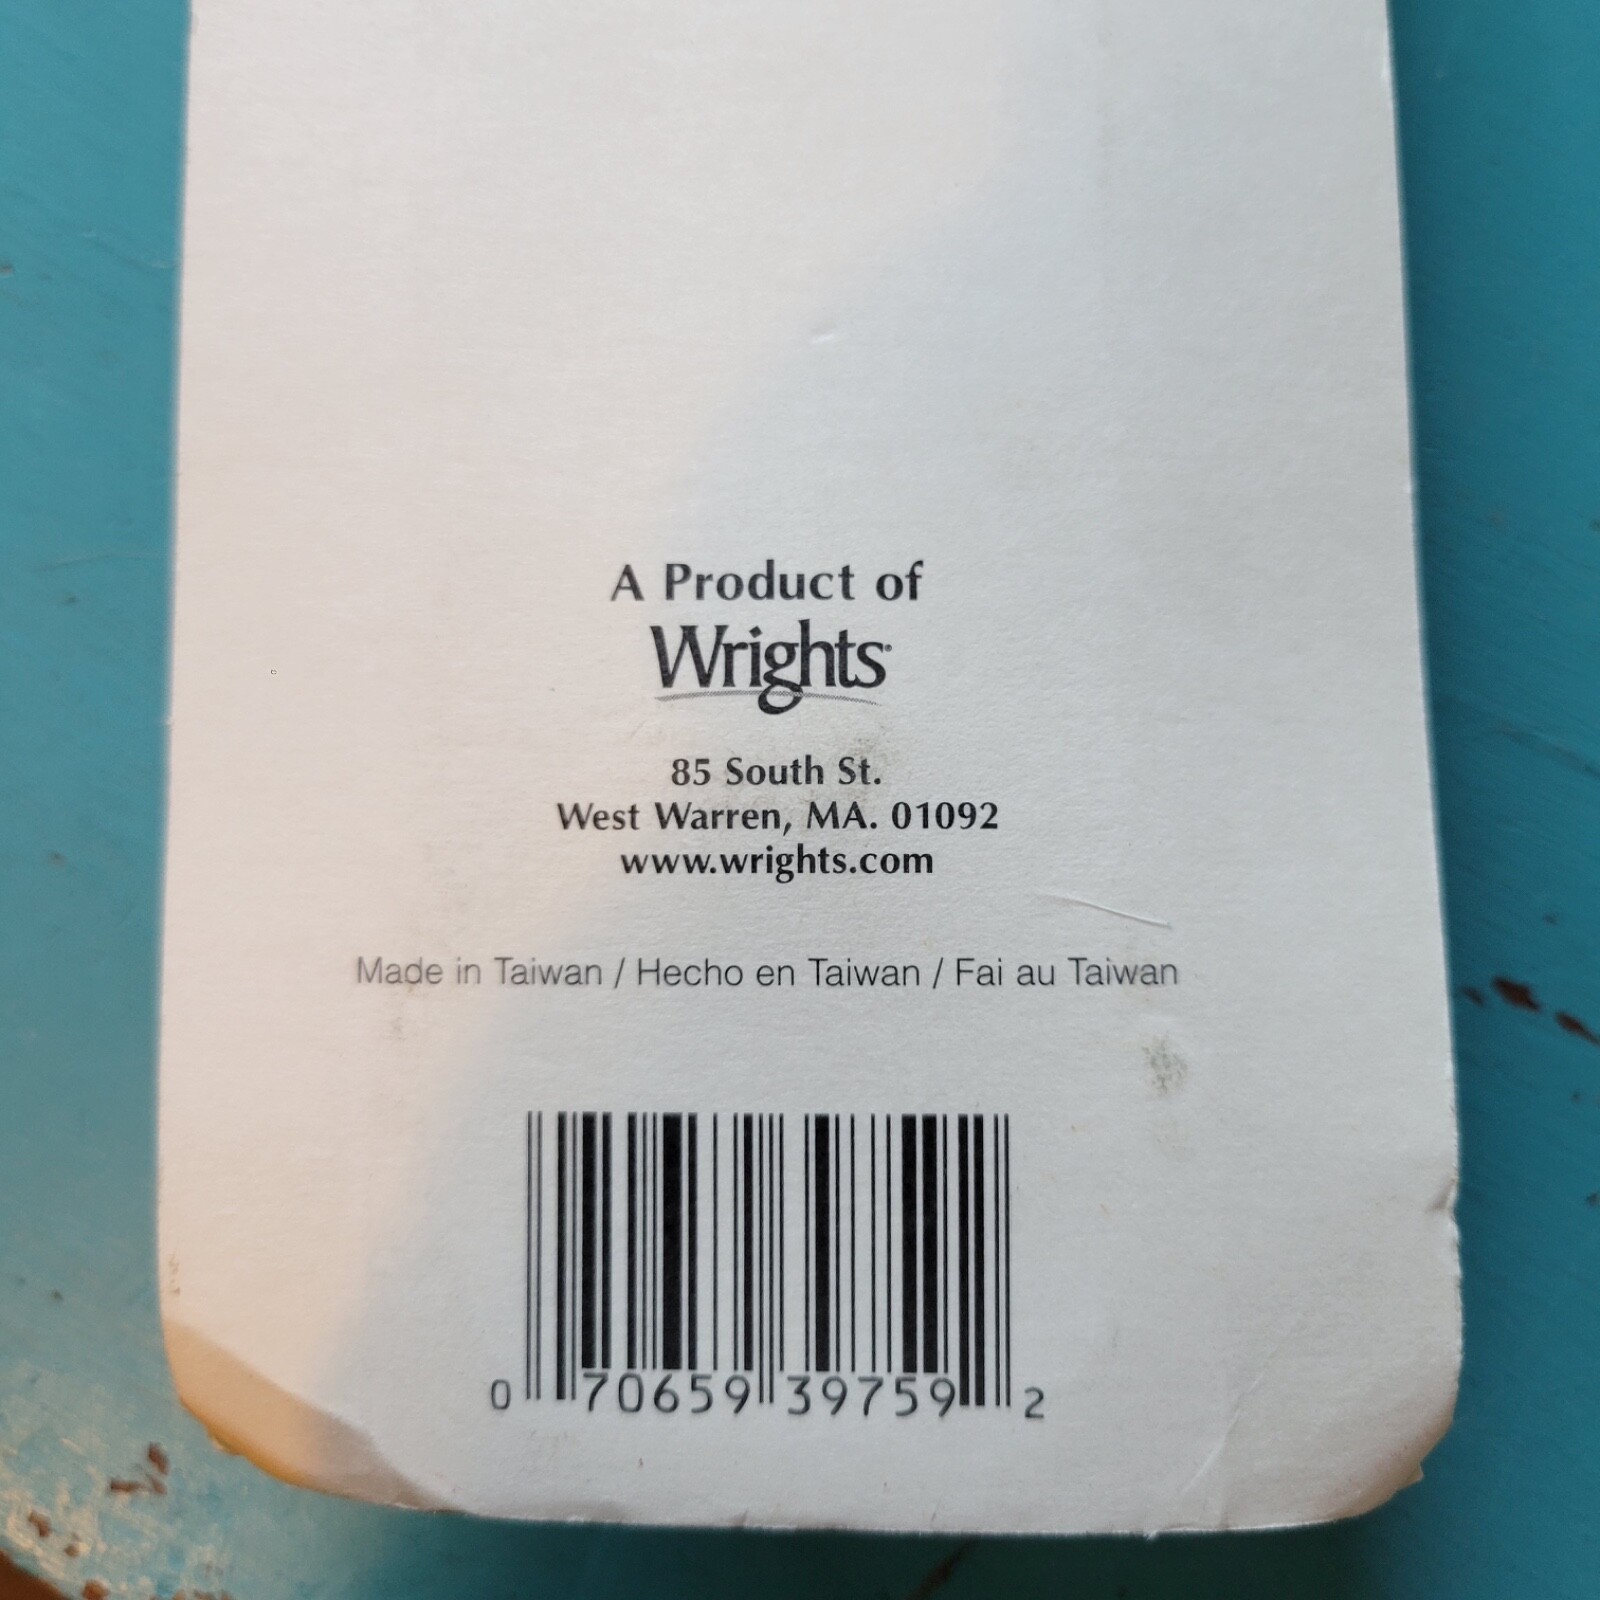 A Product of
Wrights
85 South St.
West Warren, MA. 01092
www.wrights.com
Made in Taiwan / Hecho en Taiwan / Fai au Taiwan
0 70659 39759 2